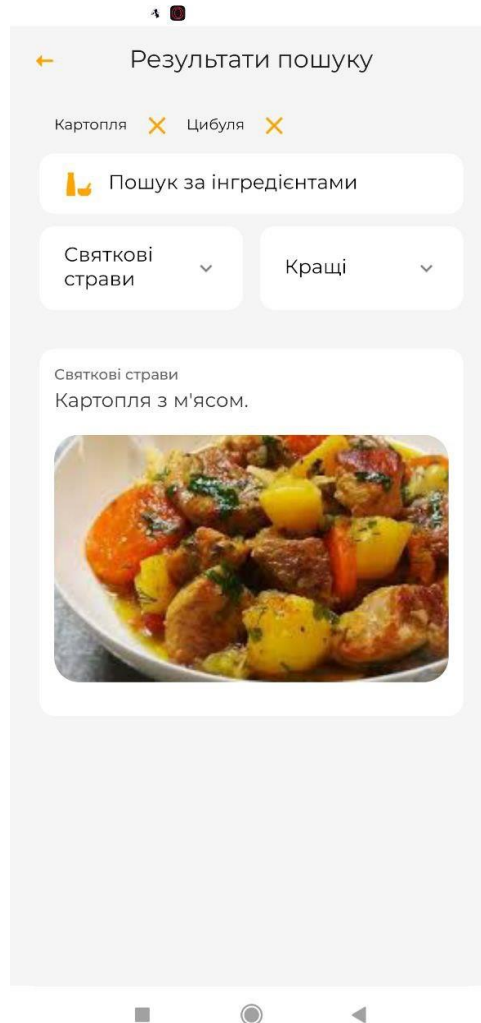 Результати пошуку
Картопля Цибуля
Пошук за інгредієнтами
Святкові
страви
Кращі
Святкові страви
Картопля з м'ясом.